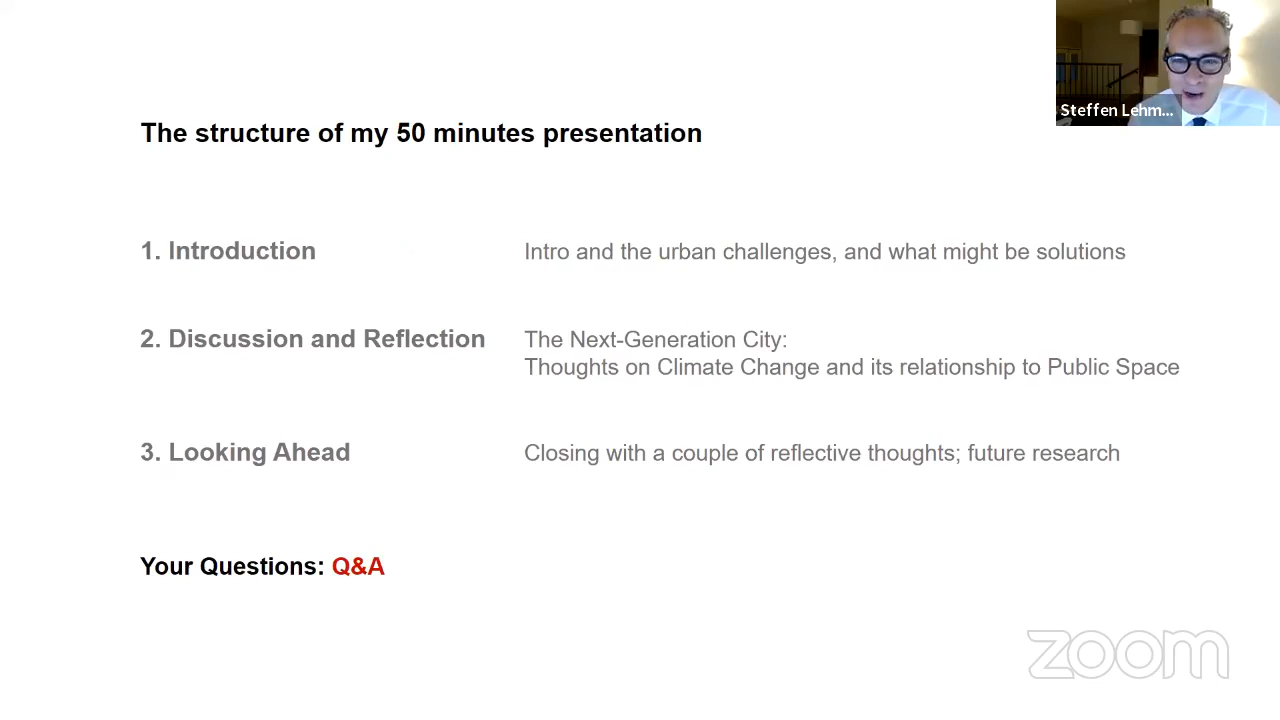 Steffen Lehm...
The structure of my 50 minutes presentation
1. Introduction
Intro and the urban challenges, and what might be solutions
2. Discussion and Reflection
The Next-Generation City:
Thoughts on Climate Change and its relationship to Public Space
3. Looking Ahead
Closing with a couple of reflective thoughts; future research
Your Questions: Q&A
zoom